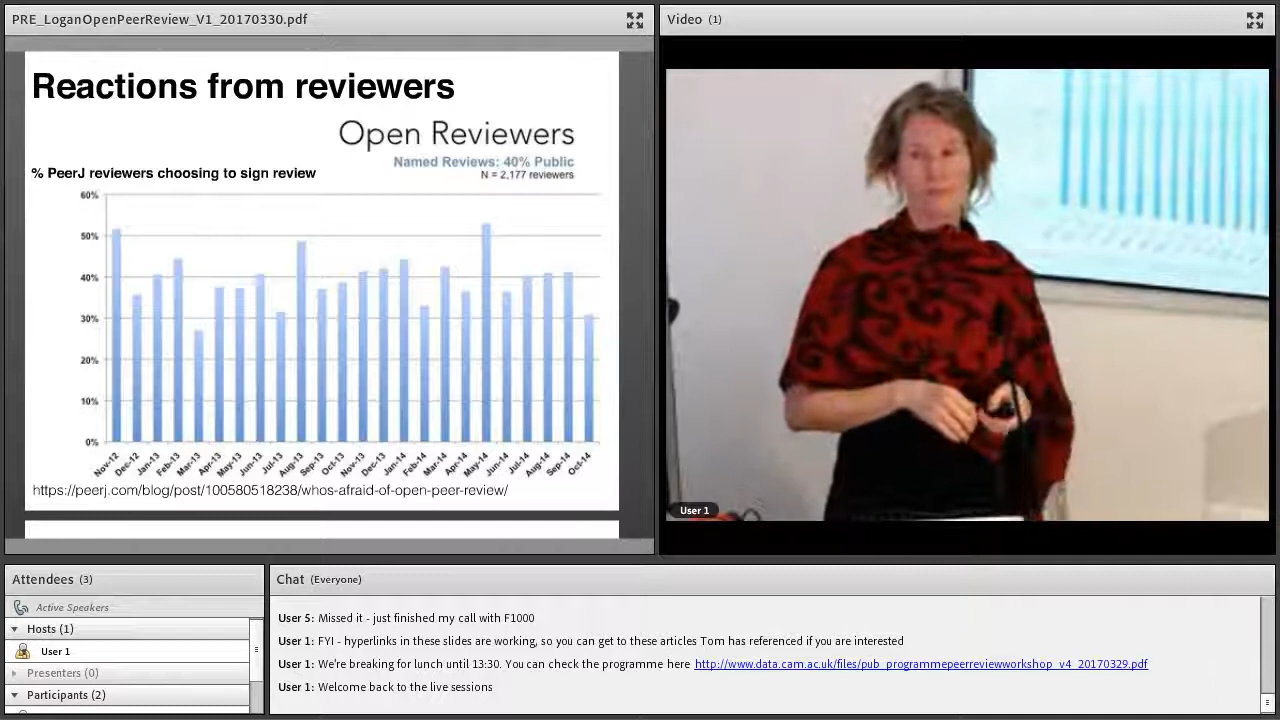 PRE_LoganOpenPeerReview_V1_20170330.pdf
Reactions from reviewers
Open Reviewers
Named Reviews: 40% Public
N = 2,177 reviewers
% PeerJ reviewers choosing to sign review
60%
50%
40%
30%
20%
10%
0%
Nov-12 Dec-12 Jan-13 Feb-13 Mar-13 Apr-13 May-13 Jun-13 Jul-13 Aug-13 Sep-13 Oct-13 Nov-13 Dec-13 Jan-14 Feb-14 Mar-14 Apr-14 May-14 Jun-14 Jul-14 Aug-14 Sep-14 Oct-14
https://peerj.com/blog/post/100580518238/whos-afraid-of-open-peer-review/
Video (1)
User 1
Attendees (3)
Active Speakers
Hosts (1)
User 1
Presenters (0)
Participants (2)
Chat (Everyone)
User 5: Missed it - just finished my call with F1000
User 1: FYI - hyperlinks in these slides are working, so you can get to these articles Tom has referenced if you are interested
User 1: We're breaking for lunch until 13:30. You can check the programme here http://www.data.cam.ac.uk/files/pub_programmepeerreviewworkshop_v4_20170329.pdf
User 1: Welcome back to the live sessions